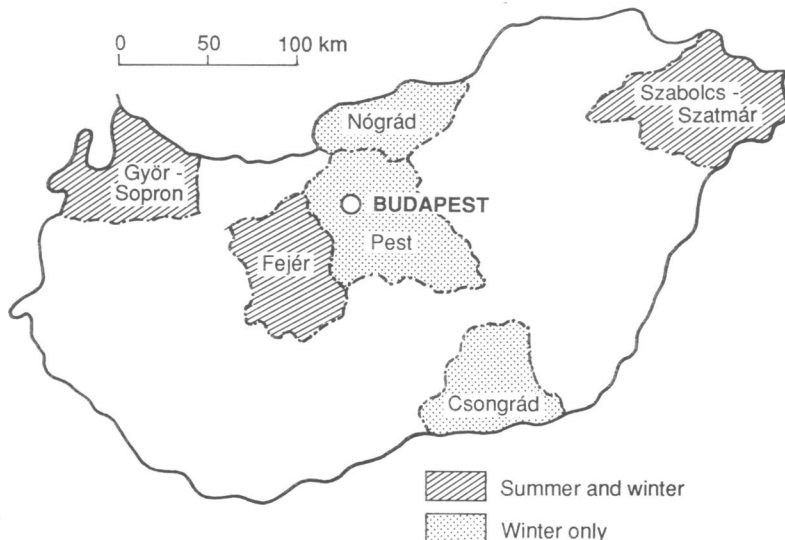 0 50 100 km
Nógrád
Szabolcs -
Szatmár
Györ -
Sopron
BUDAPEST
Pest
Fejér
Csongrád
Summer and winter
Winter only